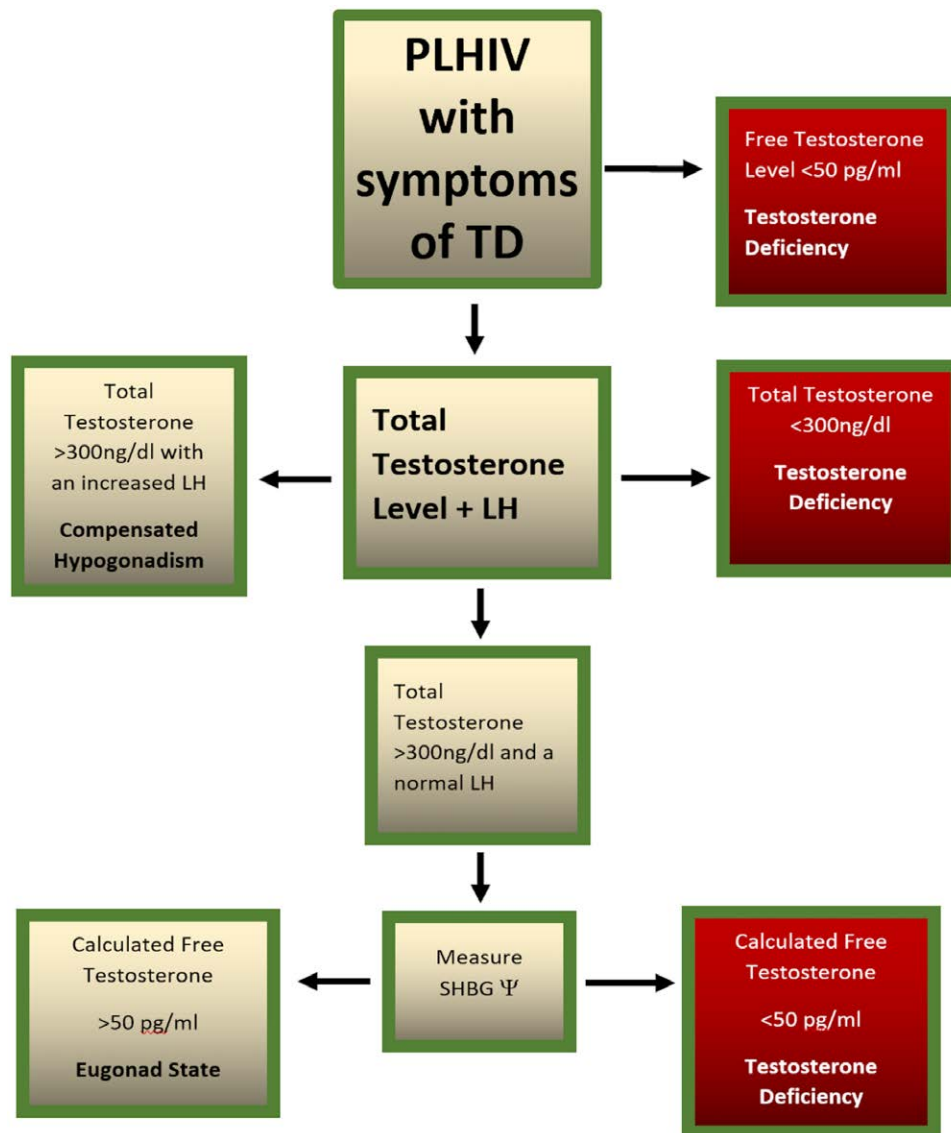 PLHIV
with
symptoms
of TD
Free Testosterone
Level <50 pg/ml
Testosterone
Deficiency
Total
Testosterone
>300ng/dl with
an increased LH
Compensated
Hypogonadism
Total
Testosterone
Level + LH
Total Testosterone
<300ng/dl
Testosterone
Deficiency
Total
Testosterone
>300ng/dl and a
normal LH
Calculated Free
Testosterone
>50 pg/ml
Eugonad State
Measure
SHBG Ψ
Calculated Free
Testosterone
<50 pg/ml
Testosterone
Deficiency